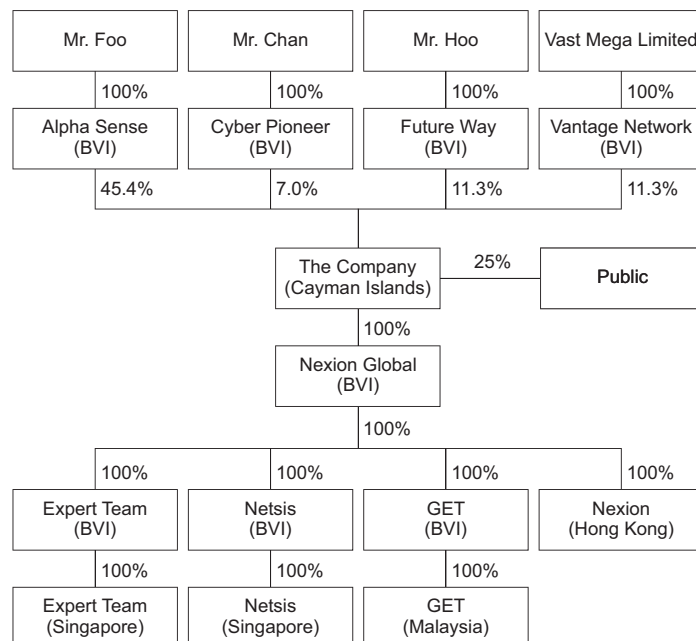 Mr. Foo
Mr. Chan
Mr. Hoo
Vast Mega Limited
100%
100%
100%
100%
Alpha Sense
(BVI)
Cyber Pioneer
(BVI)
Future Way
(BVI)
Vantage Network
(BVI)
45.4%
7.0%
11.3%
11.3%
The Company
(Cayman Islands)
25%
Public
100%
Nexion Global
(BVI)
100%
100%
100%
100%
100%
Expert Team
(BVI)
Netsis
(BVI)
GET
(BVI)
Nexion
(Hong Kong)
100%
100%
100%
Expert Team
(Singapore)
Netsis
(Singapore)
GET
(Malaysia)